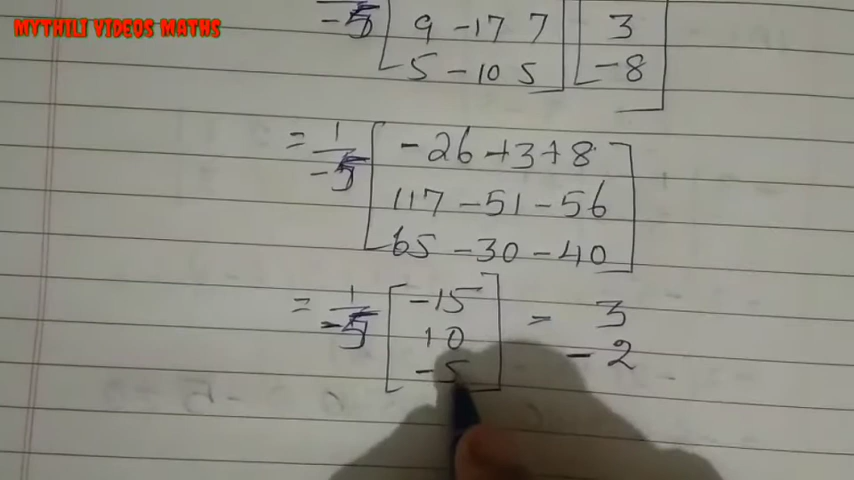 MYTHILI VIDEOS MATHS
-5 [ 9 -17 7 ] [ 3 ]
5 -10 5 -8
= 1/-5 [ -26 +3 +8
117 -51 -56
65 -30 -40 ]
= 1/-5 [ -15 ] = 3
10 -2
-5